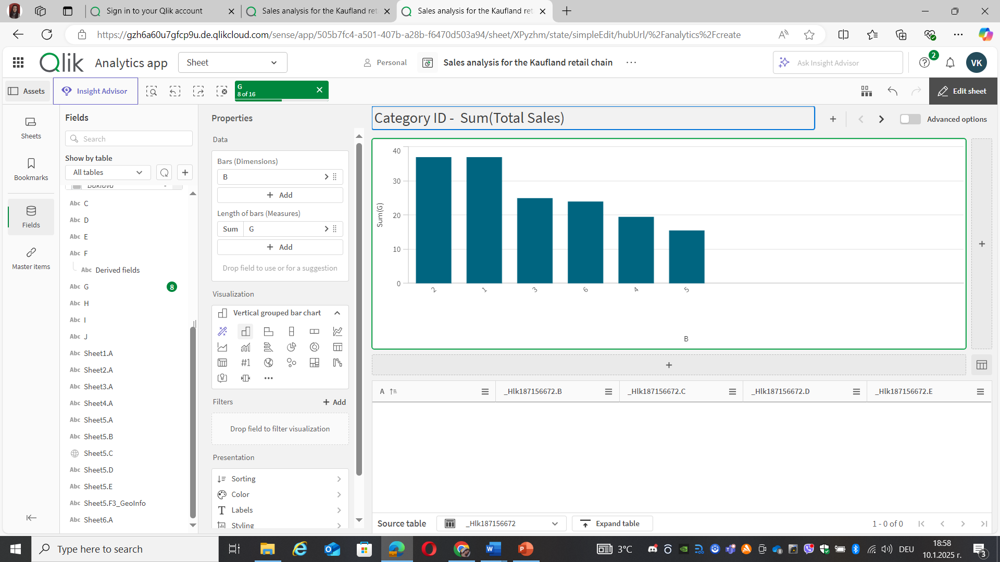 Sign in to your Qlik account
Sales analysis for the Kaufland ret
Sales analysis for the Kaufland ret
https://gzh6a60u7gfcp9u.de.qlikcloud.com/sense/app/505b7fc4-a501-407b-a28b-f6470d503a94/sheet/XPyzhm/state/simpleEdit/hubUrl/%2Fanalytics%2Fcreate
Qlik
Analytics app
Sheet
Personal
Sales analysis for the Kaufland retail chain
Ask Insight Advisor
2
VK
Assets
Insight Advisor
G
8 of 16
Edit sheet
Sheets
Bookmarks
Fields
Master items
Fields
Search
Show by table
All tables
Baklava
Abc C
Abc D
Abc E
Abc F
Abc Derived fields
Abc G 8
Abc H
Abc I
Abc J
Abc Sheet1.A
Abc Sheet2.A
Abc Sheet3.A
Abc Sheet4.A
Abc Sheet5.A
Abc Sheet5.B
Sheet5.C
Abc Sheet5.D
Abc Sheet5.E
Abc Sheet5.F3_GeoInfo
Abc Sheet6.A
Properties
Data
Bars (Dimensions)
B
Add
Length of bars (Measures)
Sum G
Add
Drop field to use or for a suggestion
Visualization
Vertical grouped bar chart
#1
Filters
Add
Drop field to filter visualization
Presentation
Sorting
Color
Labels
Styling
Category ID - Sum(Total Sales)
Advanced options
Sum(G)
40
30
20
10
0
2 1 3 6 4 5
B
A _Hlk187156672.B _Hlk187156672.C _Hlk187156672.D _Hlk187156672.E
Source table
_Hlk187156672
Expand table
1 - 0 of 0
Type here to search
3°C
DEU
18:58
10.1.2025 г.
3